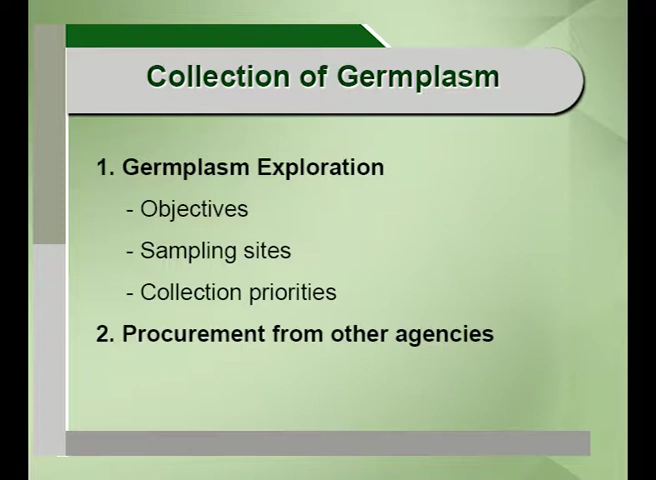 Collection of Germplasm
1. Germplasm Exploration
- Objectives
- Sampling sites
- Collection priorities
2. Procurement from other agencies